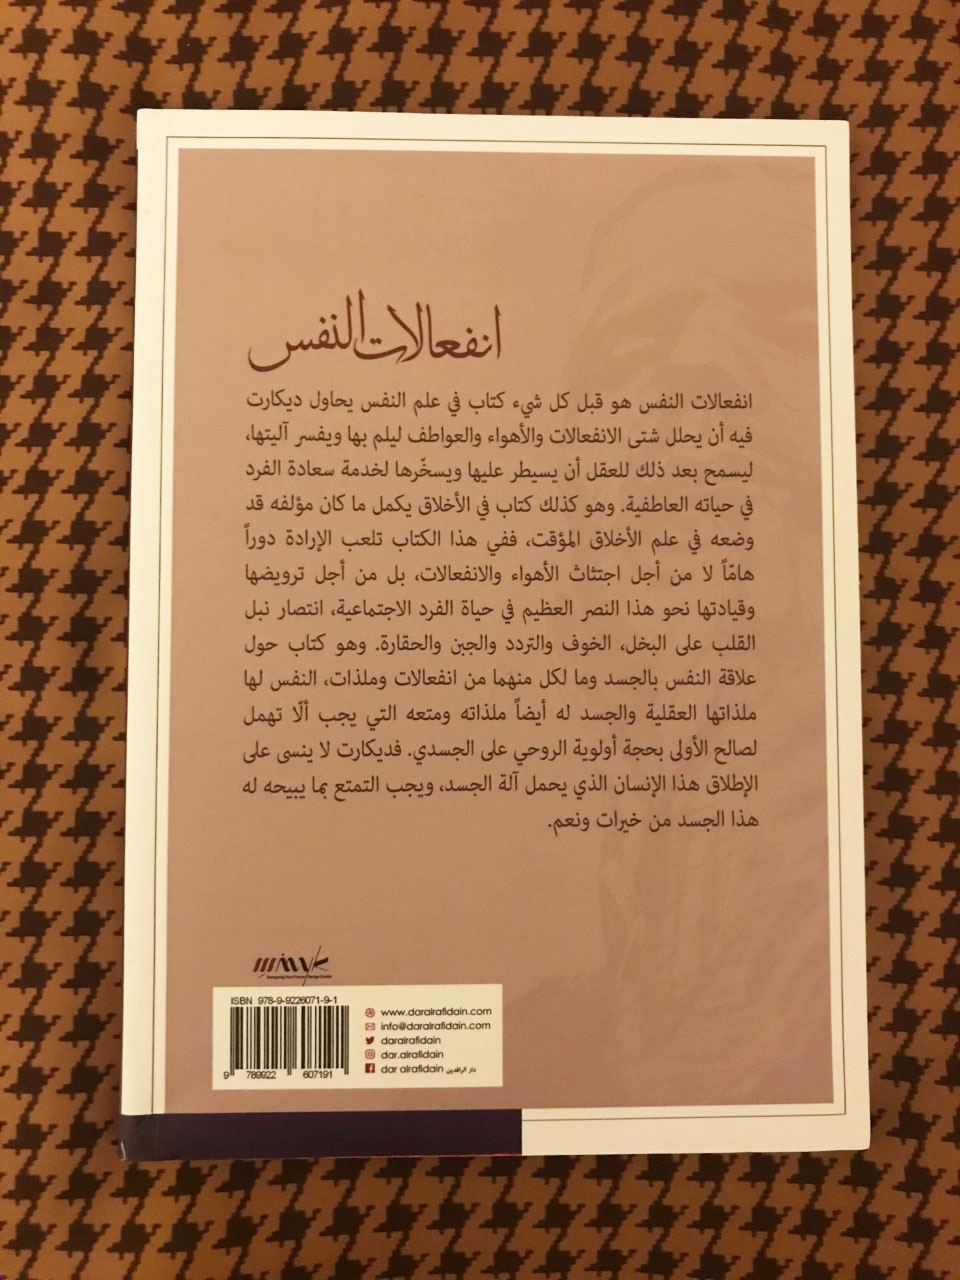 انفعالات النفس
انفعالات النفس هو قبل كل شيء كتاب في علم النفس يحاول ديكارت
فيه أن يحلل شتى الانفعالات والأهواء والعواطف ليلم بها ويفسر آليتها،
ليسمح بعد ذلك للعقل أن يسيطر عليها ويسخّرها لخدمة سعادة الفرد
في حياته العاطفية. وهو كذلك كتاب في الأخلاق يكمل ما كان مؤلفه قد
وضعه في علم الأخلاق المؤقت، ففي هذا الكتاب تلعب الإرادة دوراً
هامّاً لا من أجل اجتثاث الأهواء والانفعالات، بل من أجل ترويضها
وقيادتها نحو هذا النصر العظيم في حياة الفرد الاجتماعية، انتصار نبل
القلب على البخل، الخوف والتردد والجبن والحقارة. وهو كتاب حول
علاقة النفس بالجسد وما لكل منهما من انفعالات وملذات، النفس لها
ملذاتها العقلية والجسد له أيضاً ملذاته ومتعه التي يجب ألّا تهمل
لصالح الأولى بحجة أولوية الروحي على الجسدي. فديكارت لا ينسى على
الإطلاق هذا الإنسان الذي يحمل آلة الجسد، ويجب التمتع بما يبيحه له
هذا الجسد من خيرات ونعم.
ISBN 978-9-9226071-9-1
9 789922 607191
www.daralrafidain.com
info@daralrafidain.com
daralrafidain
dar.alrafidain
dar alrafidain دار الرافدين